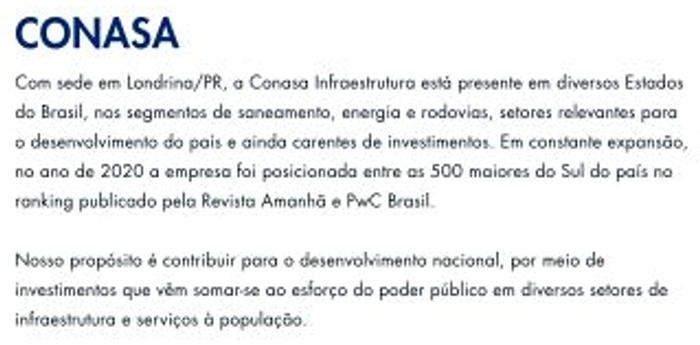 CONASA
Com sede em Londrina/PR, a Conasa Infraestrutura está presente em diversos Estados
do Brasil, nos segmentos de saneamento, energia e rodovias, setores relevantes para
o desenvolvimento do país e ainda carentes de investimentos. Em constante expansão,
no ano de 2020 a empresa foi posicionada entre as 500 maiores do Sul do país no
ranking publicado pela Revista Amanhã e PwC Brasil.
Nosso propósito é contribuir para o desenvolvimento nacional, por meio de
investimentos que vêm somar-se ao esforço do poder público em diversos setores de
infraestrutura e serviços à população.